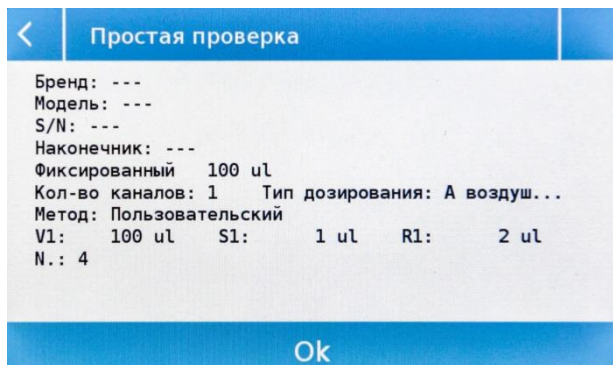 Простая проверка
Бренд: ---
Модель: ---
S/N: ---
Наконечник: ---
Фиксированный 100 ul
Кол-во каналов: 1 Тип дозирования: А воздуш...
Метод: Пользовательский
V1: 100 ul S1: 1 ul R1: 2 ul
N.: 4
Ok